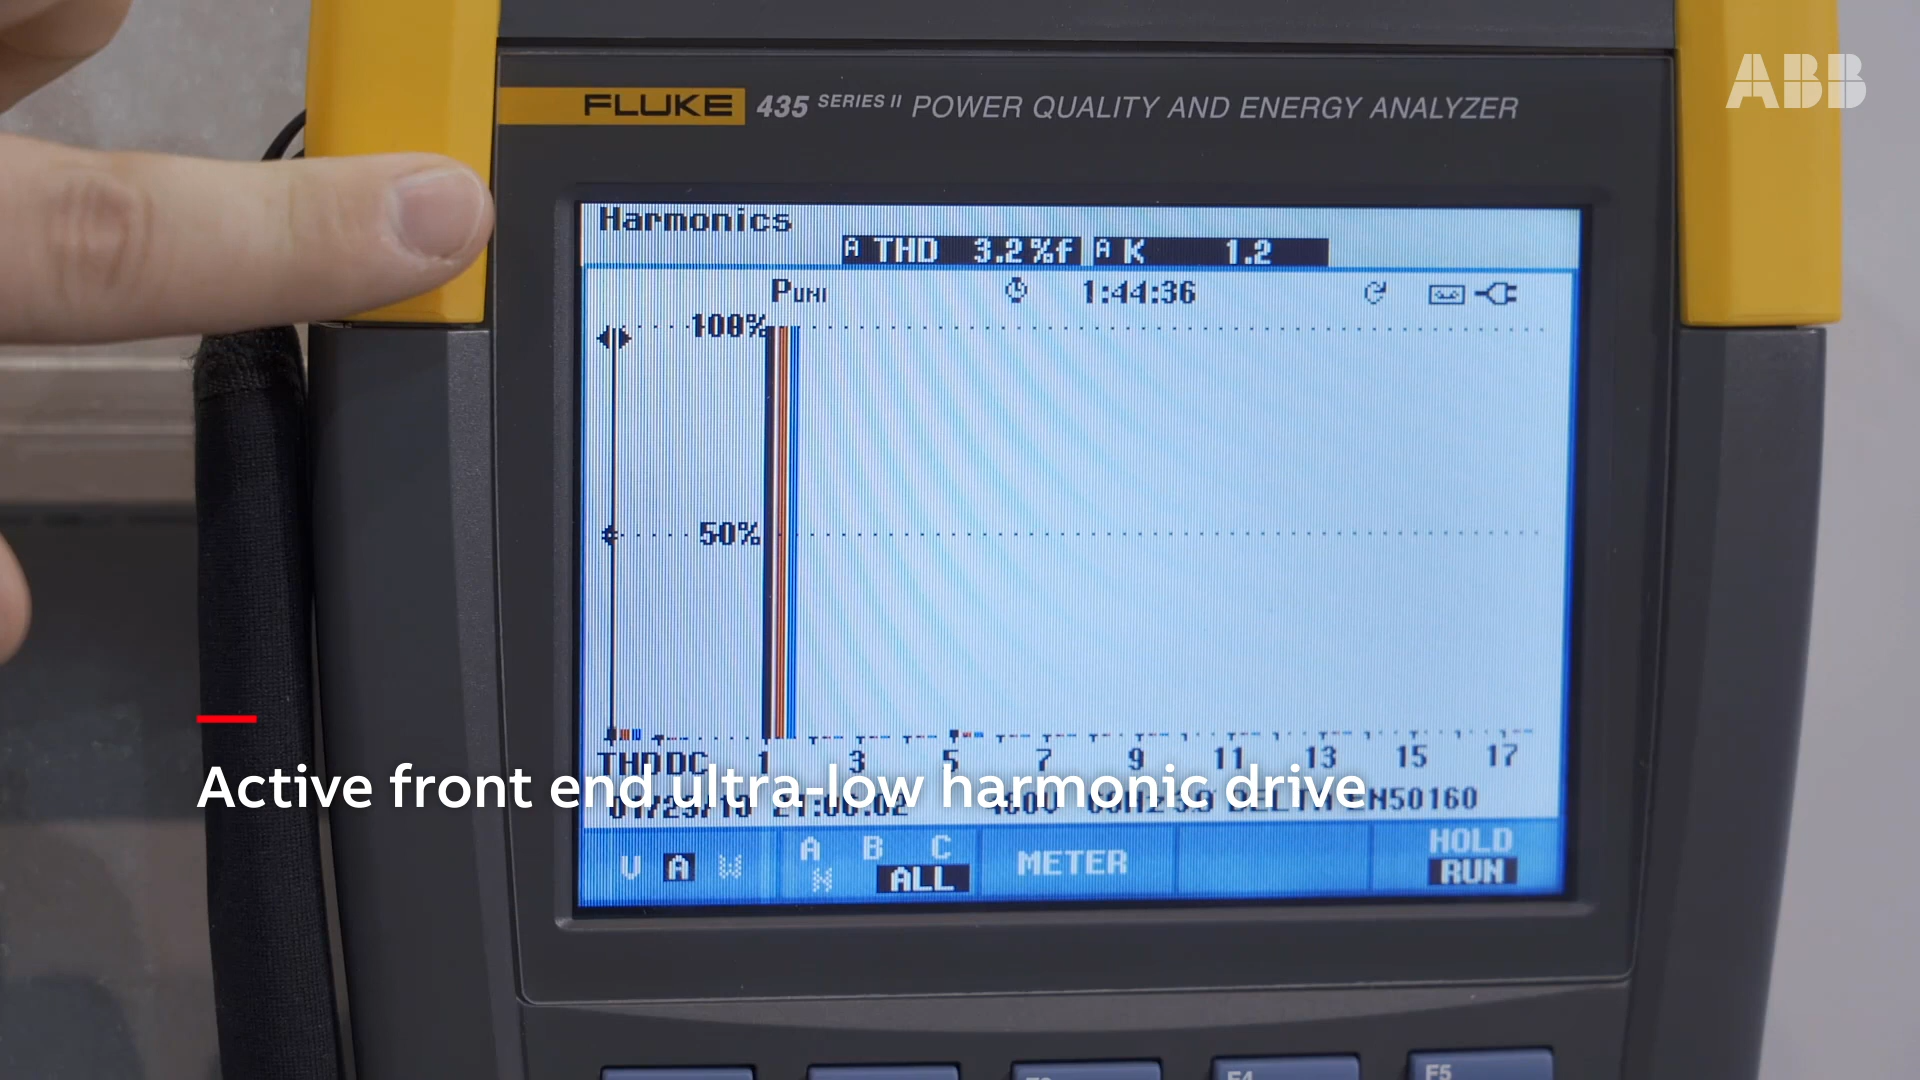 ABB
FLUKE 435 SERIES II POWER QUALITY AND ENERGY ANALYZER
Harmonics
A THD 3.2%f A K 1.2
PUNI 1:44:36
100%
50%
THD DC 1 3 5 7 9 11 13 15 17
Active front end ultra-low harmonic drive
EN50160
V A W
A B C
N ALL
METER
HOLD
RUN
F4
F5